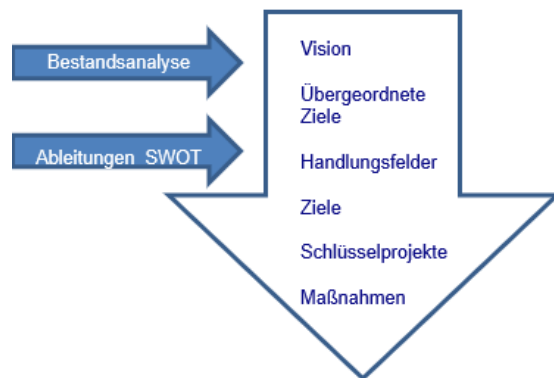 Bestandsanalyse
Ableitungen SWOT
Vision
Übergeordnete
Ziele
Handlungsfelder
Ziele
Schlüsselprojekte
Maßnahmen